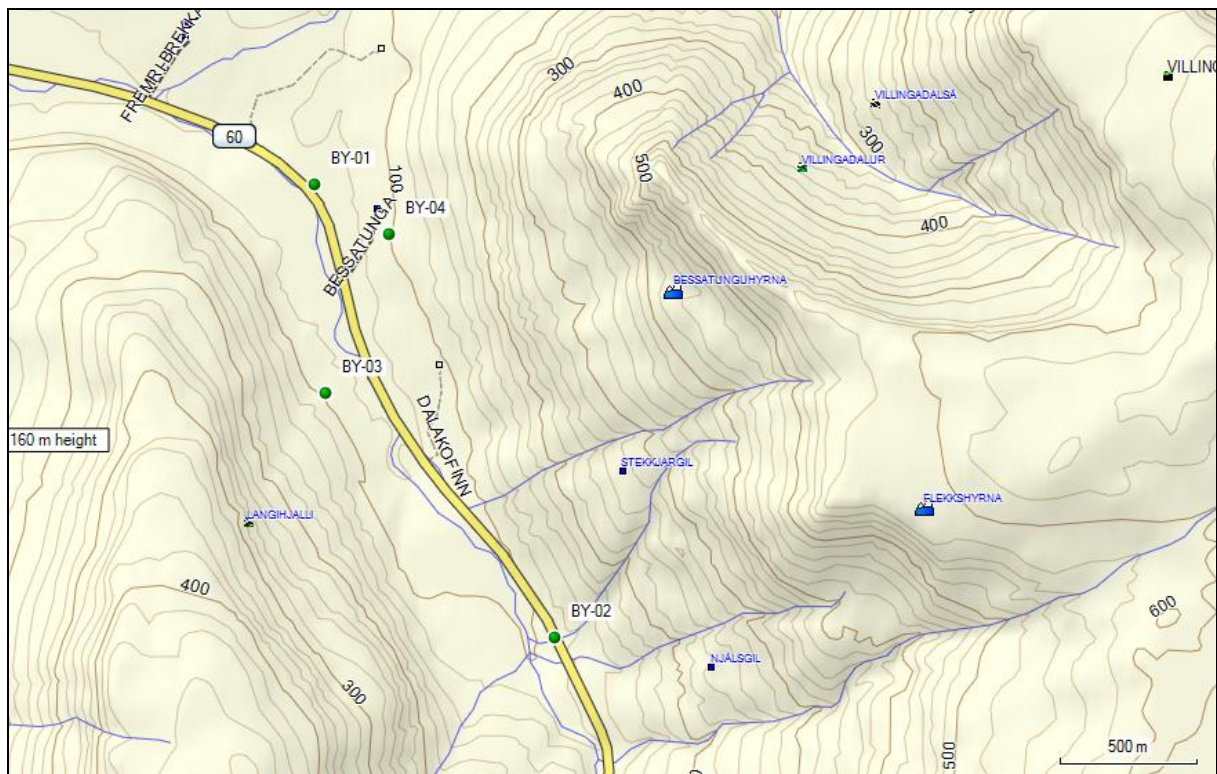 FREMRI-BREKKA
300
400
VILLINGADALSÁ
60
BY-01
100
300
500
VILLINGADALUR
BY-04
BESSATUNGA
400
BESSATUNGUHYRNA
BY-03
DALAKOFINN
160 m height
STEKKJARGIL
FLEKKSHYRNA
LANGIHJALLI
400
BY-02
600
NJÁLSGIL
300
500
500 m